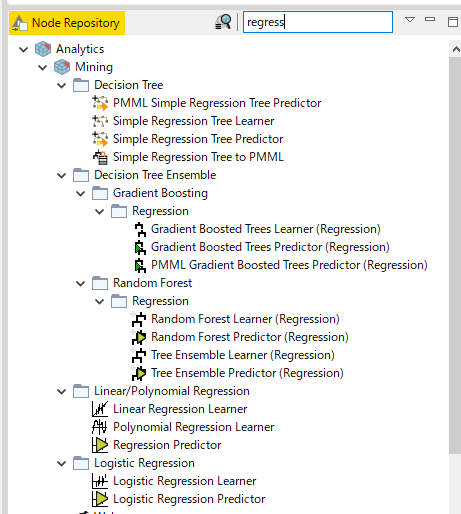 Node Repository
regress
Analytics
Mining
Decision Tree
PMML Simple Regression Tree Predictor
Simple Regression Tree Learner
Simple Regression Tree Predictor
Simple Regression Tree to PMML
Decision Tree Ensemble
Gradient Boosting
Regression
Gradient Boosted Trees Learner (Regression)
Gradient Boosted Trees Predictor (Regression)
PMML Gradient Boosted Trees Predictor (Regression)
Random Forest
Regression
Random Forest Learner (Regression)
Random Forest Predictor (Regression)
Tree Ensemble Learner (Regression)
Tree Ensemble Predictor (Regression)
Linear/Polynomial Regression
Linear Regression Learner
Polynomial Regression Learner
Regression Predictor
Logistic Regression
Logistic Regression Learner
Logistic Regression Predictor